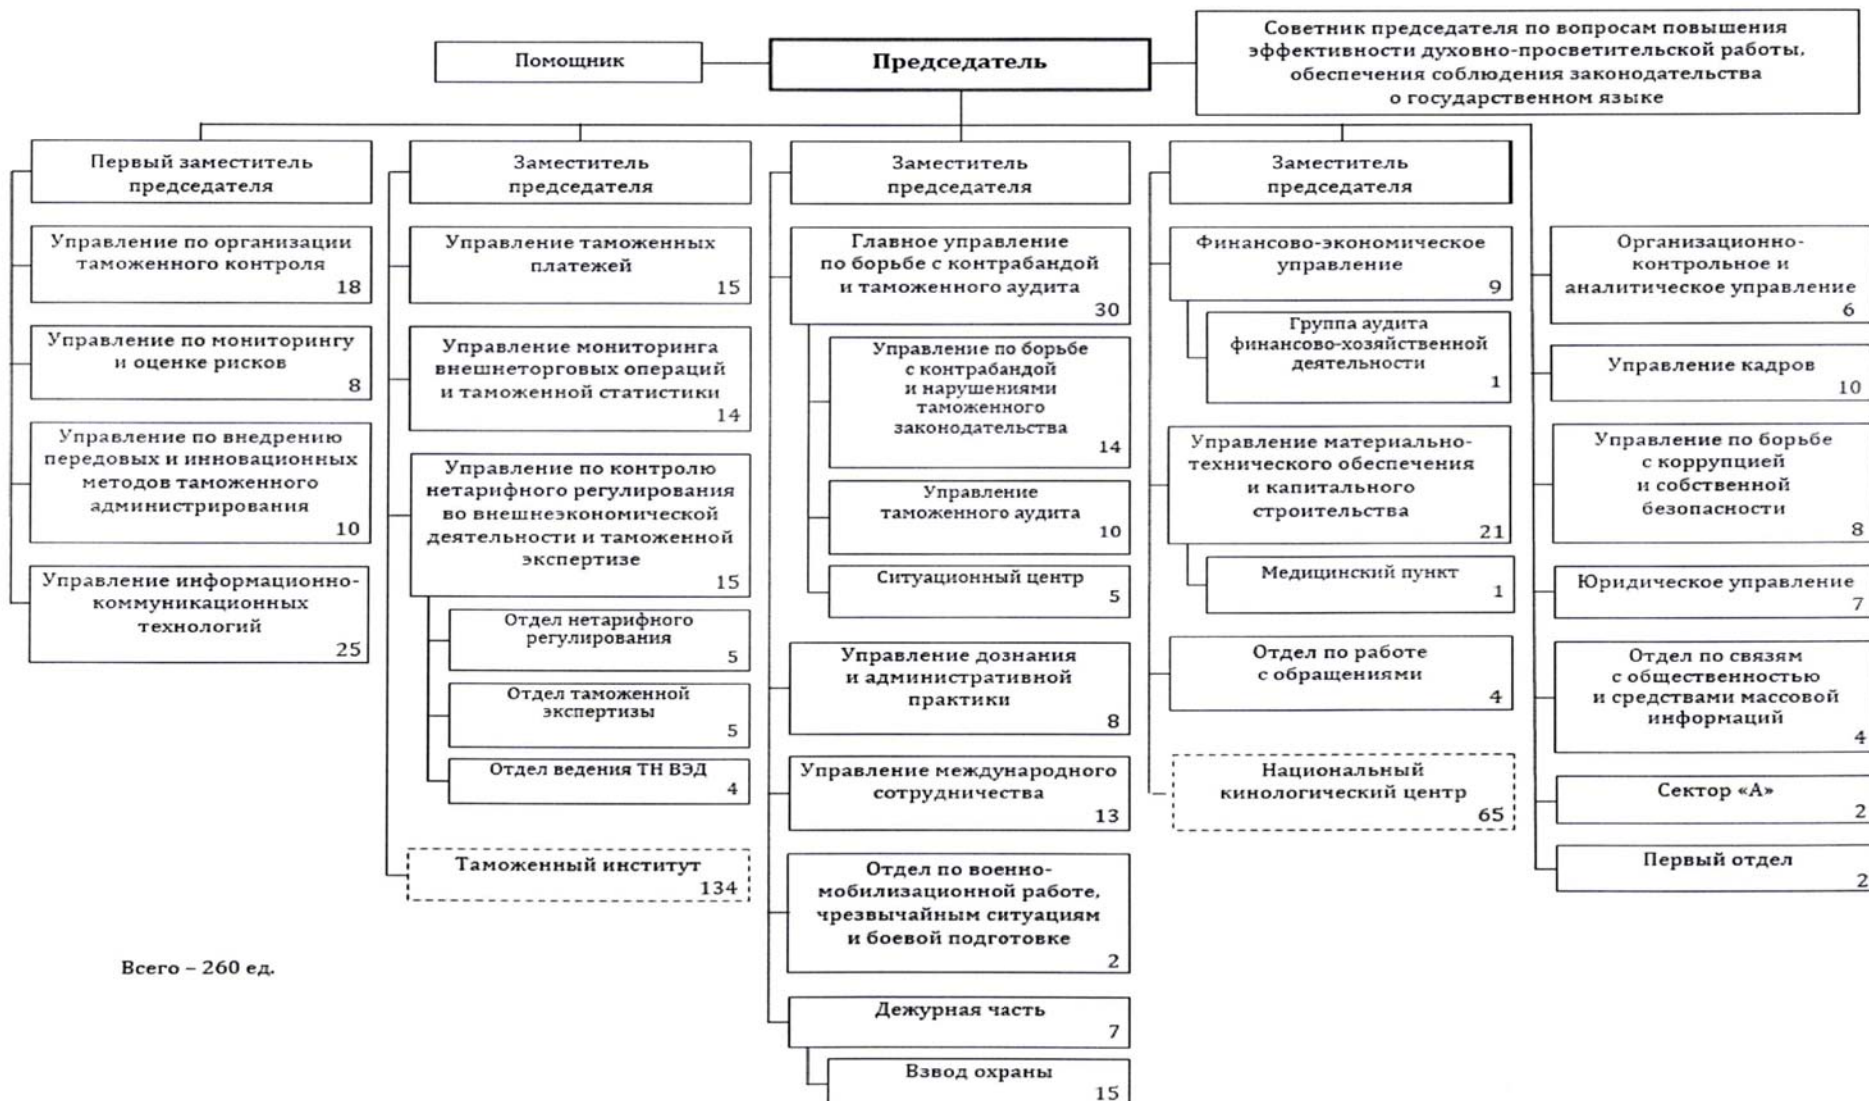 Помощник
Председатель
Советник председателя по вопросам повышения
эффективности духовно-просветительской работы,
обеспечения соблюдения законодательства
о государственном языке
Первый заместитель
председателя
Управление по организации
таможенного контроля
18
Управление по мониторингу
и оценке рисков
8
Управление по внедрению
передовых и инновационных
методов таможенного
администрирования
10
Управление информационно-
коммуникационных
технологий
25
Заместитель
председателя
Управление таможенных
платежей
15
Управление мониторинга
внешнеторговых операций
и таможенной статистики
14
Управление по контролю
нетарифного регулирования
во внешнеэкономической
деятельности и таможенной
экспертизе
15
Отдел нетарифного
регулирования
5
Отдел таможенной
экспертизы
5
Отдел ведения ТН ВЭД
4
Таможенный институт
134
Заместитель
председателя
Главное управление
по борьбе с контрабандой
и таможенного аудита
30
Управление по борьбе
с контрабандой
и нарушениями
таможенного
законодательства
14
Управление
таможенного аудита
10
Ситуационный центр
5
Управление дознания
и административной
практики
8
Управление международного
сотрудничества
13
Отдел по военно-
мобилизационной работе,
чрезвычайным ситуациям
и боевой подготовке
2
Дежурная часть
7
Взвод охраны
15
Заместитель
председателя
Финансово-экономическое
управление
9
Группа аудита
финансово-хозяйственной
деятельности
1
Управление материально-
технического обеспечения
и капитального
строительства
21
Медицинский пункт
1
Отдел по работе
с обращениями
4
Национальный
кинологический центр
65
Организационно-
контрольное и
аналитическое управление
6
Управление кадров
10
Управление по борьбе
с коррупцией
и собственной
безопасности
8
Юридическое управление
7
Отдел по связям
с общественностью
и средствами массовой
информаций
4
Сектор «А»
2
Первый отдел
2
Всего – 260 ед.